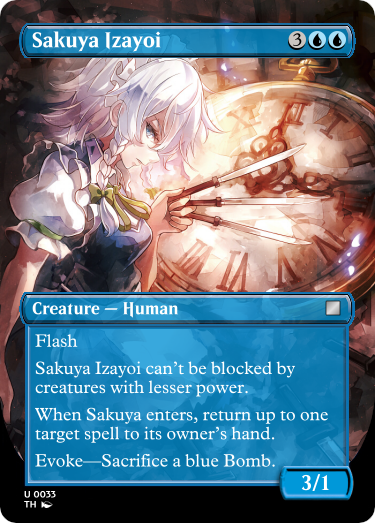 Sakuya Izayoi 3
Creature — Human
Flash
Sakuya Izayoi can't be blocked by
creatures with lesser power.
When Sakuya enters, return up to one
target spell to its owner's hand.
Evoke—Sacrifice a blue Bomb.
3/1
U 0033
TH